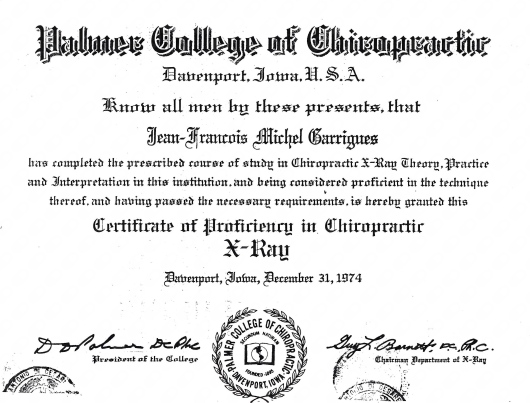 Palmer College of Chiropractic
Davenport, Iowa, U.S.A.
Know all men by these presents, that
Jean-Francois Michel Garrigues
has completed the prescribed course of study in Chiropractic X-Ray Theory, Practice
and Interpretation in this institution, and being considered proficient in the technique
thereof, and having passed the necessary requirements, is hereby granted this
Certificate of Proficiency in Chiropractic
X-Ray
Davenport, Iowa, December 31, 1974
PALMER COLLEGE OF CHIROPRACTIC
FOUNDED 1895
DAVENPORT, IOWA
President of the College
Chairman Department of X-Ray